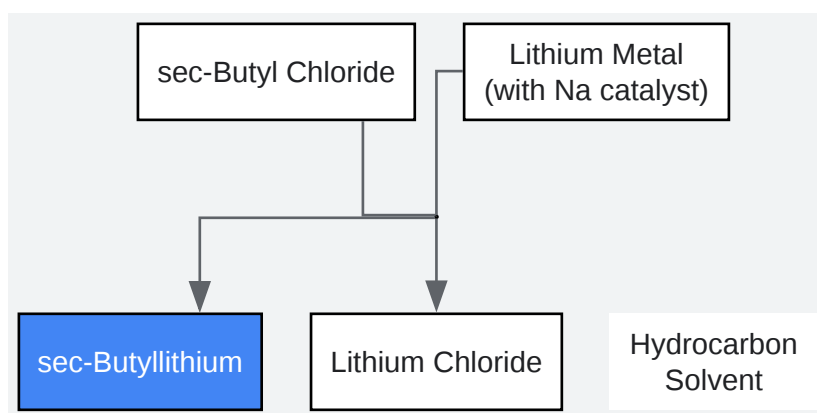 sec-Butyl Chloride
Lithium Metal
(with Na catalyst)
sec-Butyllithium
Lithium Chloride
Hydrocarbon
Solvent